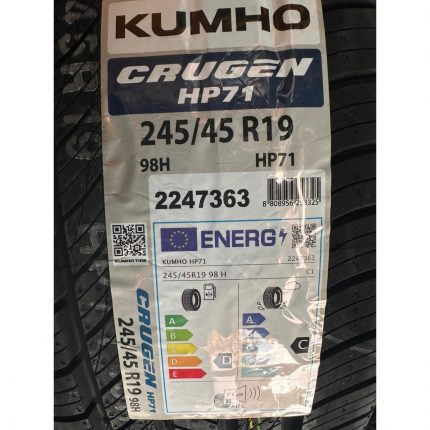 KUMHO
CRUGEN
HP71
245/45 R19
98H HP71
2247363
KUMHO TIRE
ENERG
KUMHO HP71 2247363
245/45R19 98 H C1
A
B
C
D
E
D
A
B
C
D
E
C
CRUGEN HP71
245/45 R19 98H